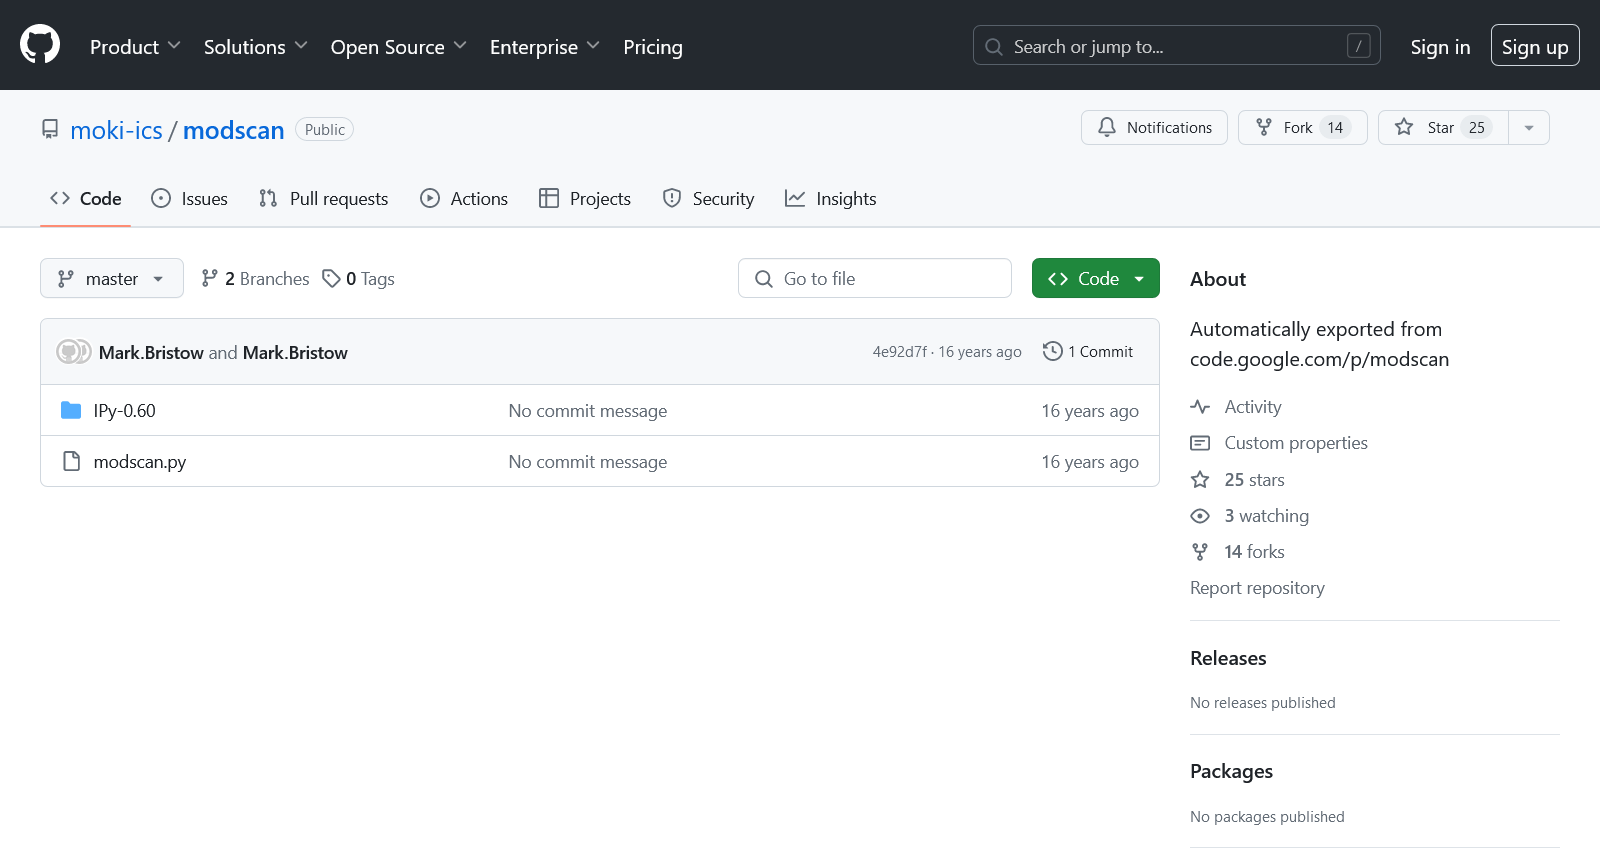 Product Solutions Open Source Enterprise Pricing Search or jump to... / Sign in Sign up
moki-ics / modscan Public Notifications Fork 14 Star 25
Code Issues Pull requests Actions Projects Security Insights
master 2 Branches 0 Tags Go to file Code
Mark.Bristow and Mark.Bristow 4e92d7f · 16 years ago 1 Commit
IPy-0.60 No commit message 16 years ago
modscan.py No commit message 16 years ago
About
Automatically exported from
code.google.com/p/modscan
Activity
Custom properties
25 stars
3 watching
14 forks
Report repository
Releases
No releases published
Packages
No packages published